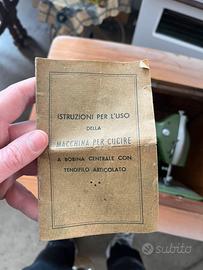 ISTRUZIONI PER L'USO
DELLA
MACCHINA PER CUCIRE
A BOBINA CENTRALE CON
TENDIFILO ARTICOLATO
subito